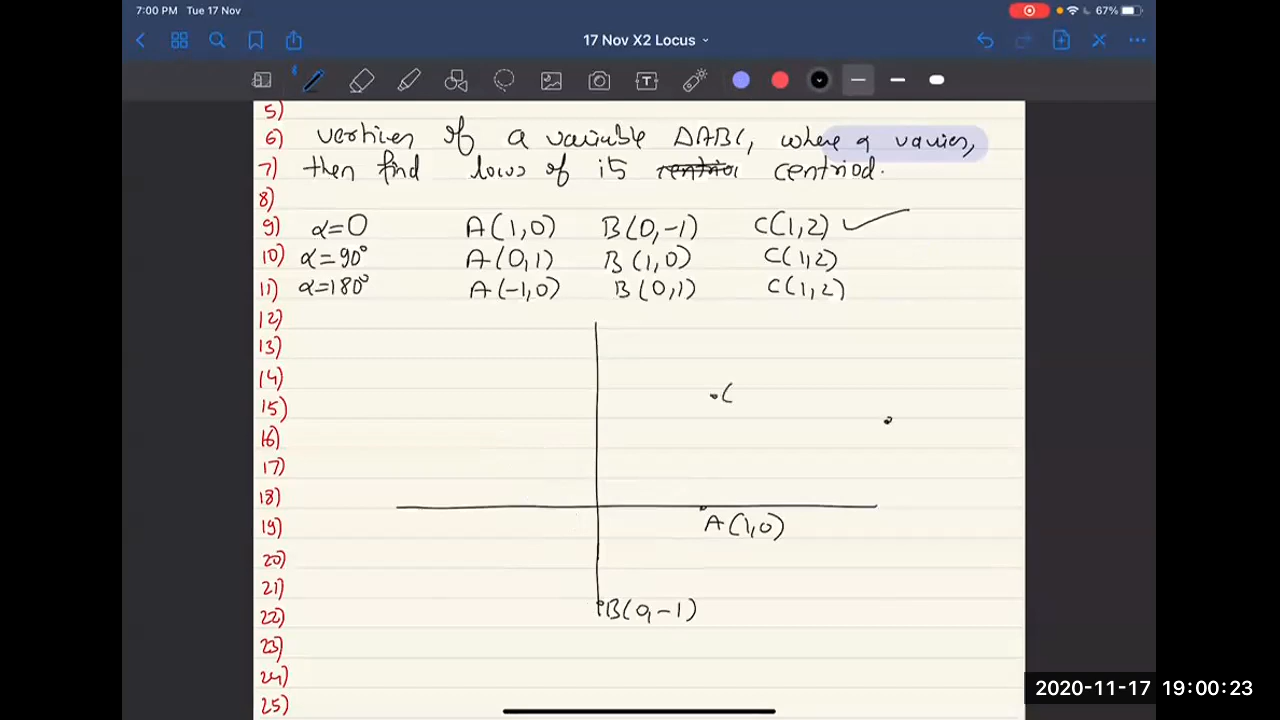 7:00 PM Tue 17 Nov
67%
17 Nov X2 Locus
5)
6) vertices of a variable ΔABC, where α varies,
7) then find locus of its centriod.
8)
9) α=0 A(1,0) B(0,-1) C(1,2)
10) α=90° A(0,1) B(1,0) C(1,2)
11) α=180° A(-1,0) B(0,1) C(1,2)
12)
13)
14)
C
15)
16)
17)
18)
19)
A(1,0)
20)
21)
22)
B(0,-1)
23)
24)
25)
2020-11-17 19:00:23